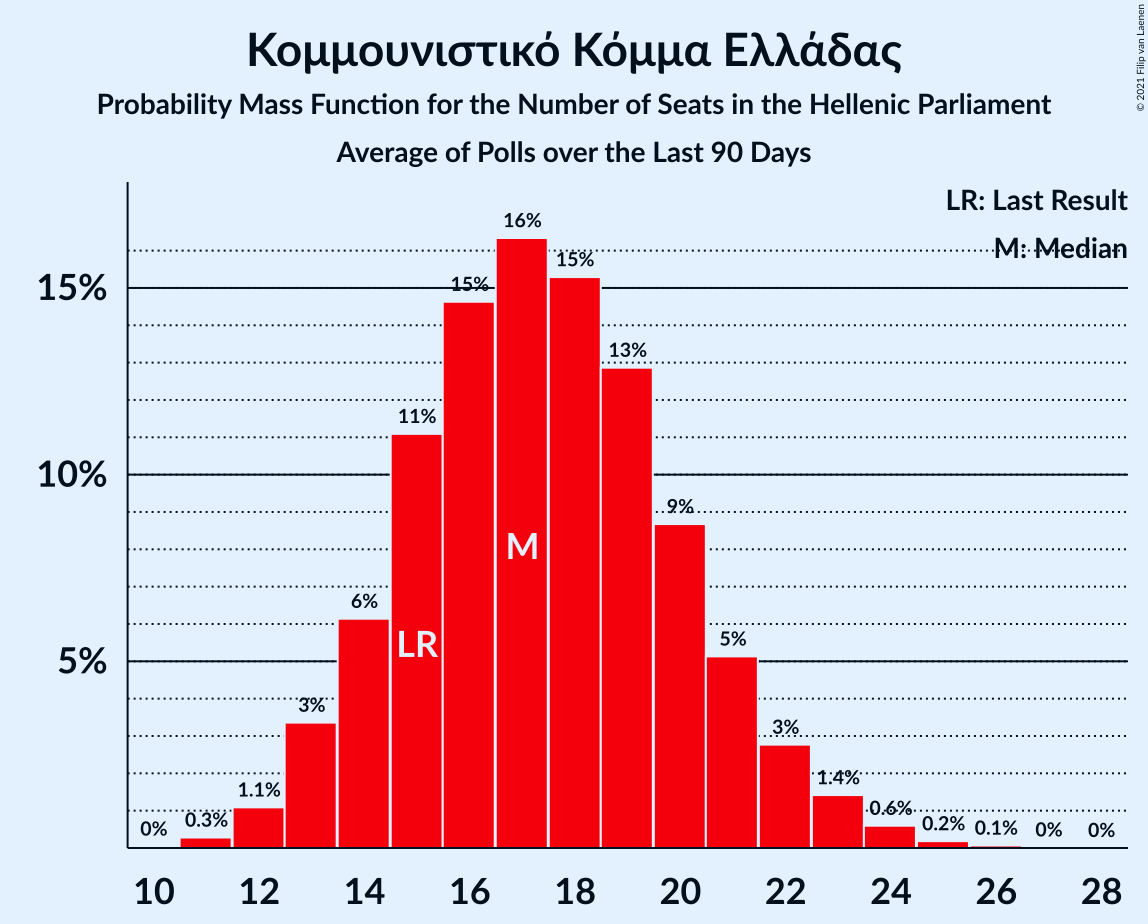 Κομμουνιστικό Κόμμα Ελλάδας
Probability Mass Function for the Number of Seats in the Hellenic Parliament
Average of Polls over the Last 90 Days
© 2021 Filip van Laenen
LR: Last Result
M: Median
16%
15%
15%
15%
13%
11%
10%
9%
M
6%
LR
5%
5%
3%
3%
1.1%
1.4%
0%
0.3%
0.6%
0.2%
0.1%
0%
0%
10 12 14 16 18 20 22 24 26 28